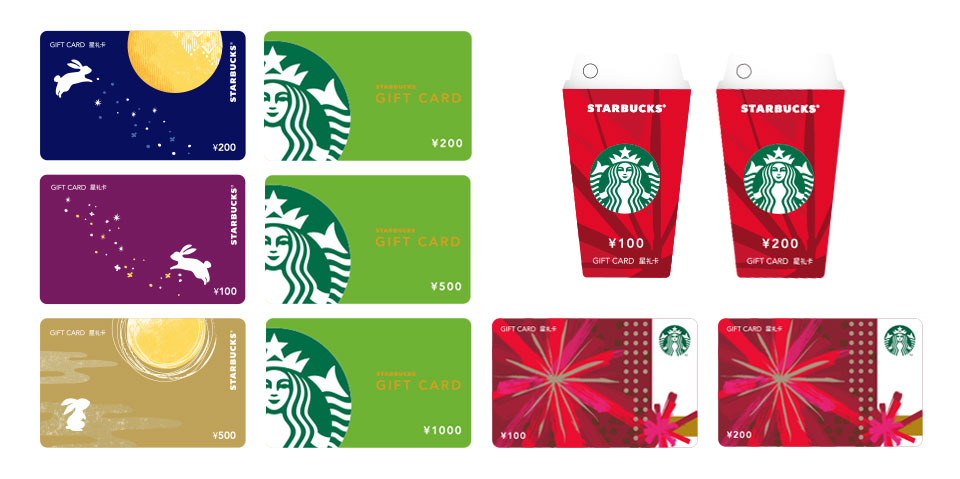 GIFT CARD 星礼卡
STARBUCKS®
¥200
STARBUCKS
GIFT CARD
¥200
GIFT CARD 星礼卡
STARBUCKS®
¥100
STARBUCKS
GIFT CARD
¥500
GIFT CARD 星礼卡
STARBUCKS®
¥500
STARBUCKS
GIFT CARD
¥1000
STARBUCKS®
¥100
GIFT CARD 星礼卡
STARBUCKS®
¥200
GIFT CARD 星礼卡
GIFT CARD 星礼卡
¥100
GIFT CARD 星礼卡
¥200